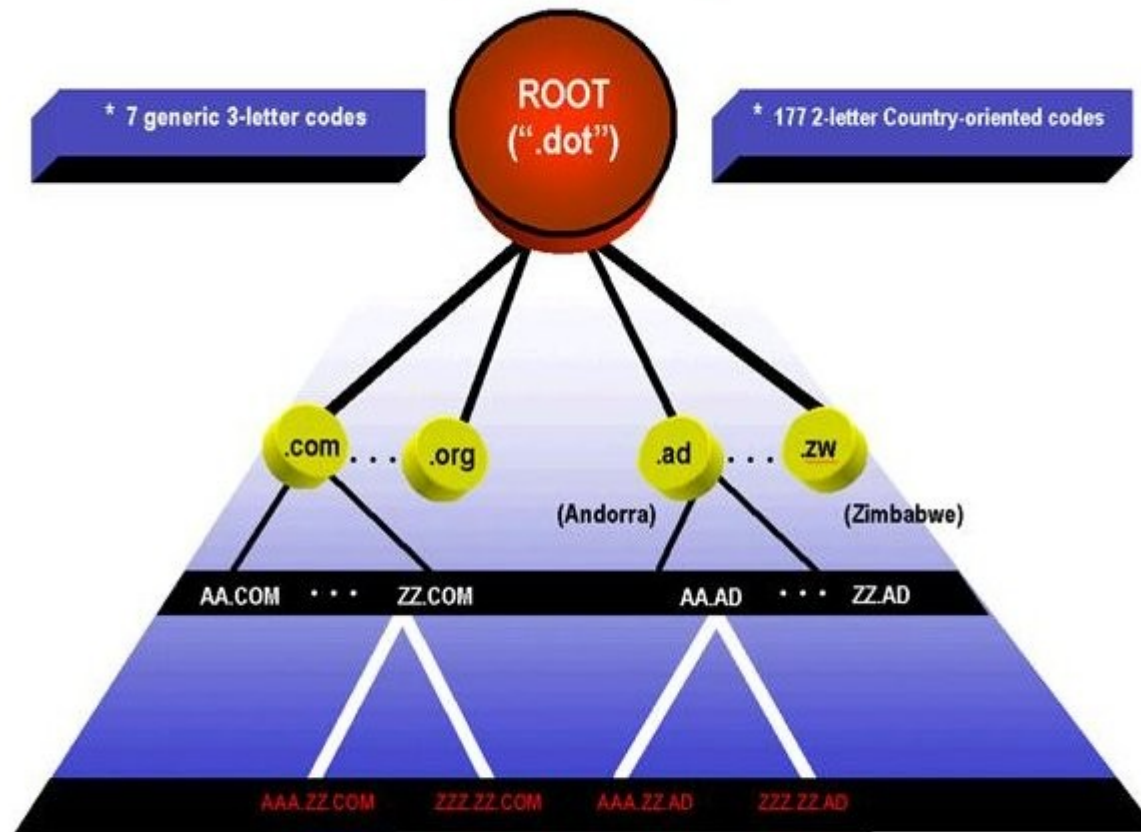 * 7 generic 3-letter codes
ROOT
(“.dot”)
* 177 2-letter Country-oriented codes
.com . . . .org
.ad . . . .zw
(Andorra) (Zimbabwe)
AA.COM . . . ZZ.COM
AA.AD . . . ZZ.AD
AAA.ZZ.COM ZZZ.ZZ.COM AAA.ZZ.AD ZZZ.ZZ.AD